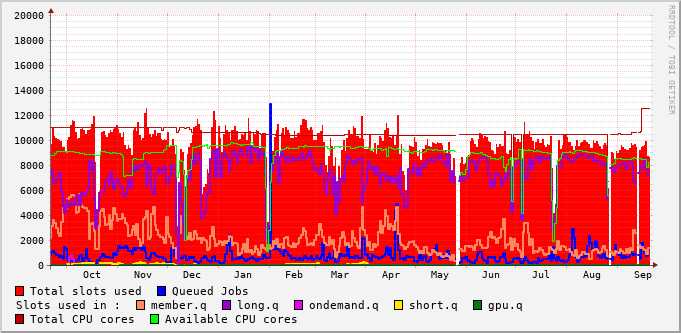 RRDTOOL / TOBI OETIKER
20000
18000
16000
14000
12000
10000
8000
6000
4000
2000
0
Oct Nov Dec Jan Feb Mar Apr May Jun Jul Aug Sep
Total slots used Queued Jobs
Slots used in : member.q long.q ondemand.q short.q gpu.q
Total CPU cores Available CPU cores